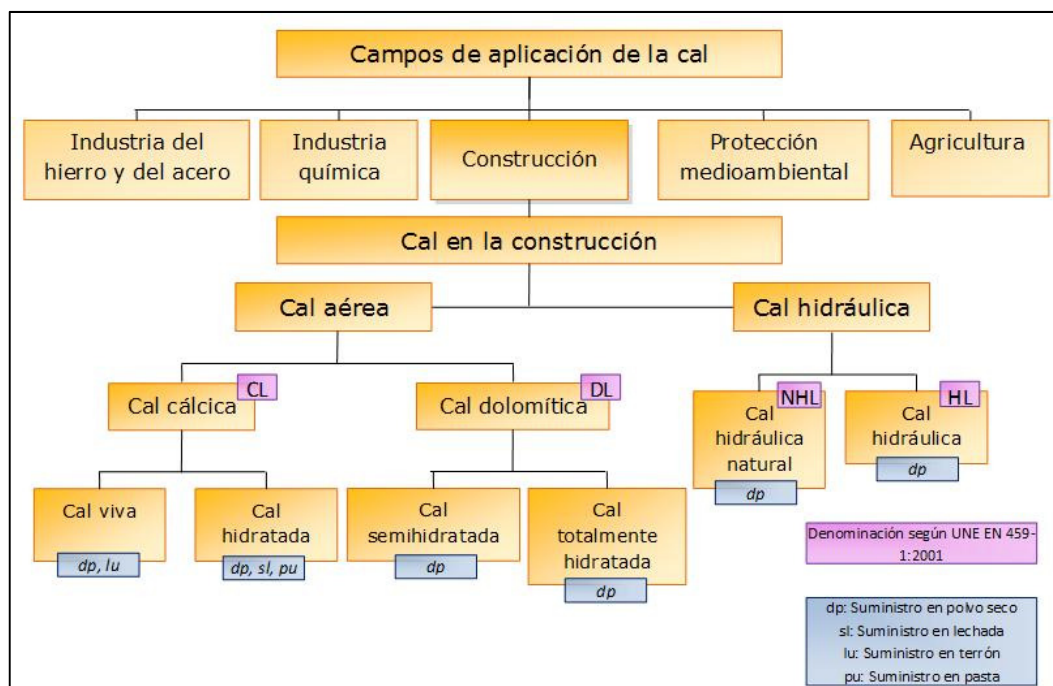 Campos de aplicación de la cal
Industria del
hierro y del acero
Industria
química
Construcción
Protección
medioambiental
Agricultura
Cal en la construcción
Cal aérea
Cal hidráulica
CL
Cal cálcica
DL
Cal dolomítica
NHL
Cal
hidráulica
natural
dp
HL
Cal
hidráulica
dp
Cal viva
dp, lu
Cal
hidratada
dp, sl, pu
Cal
semihidratada
dp
Cal
totalmente
hidratada
dp
Denominación según UNE EN 459-
1:2001
dp: Suministro en polvo seco
sl: Suministro en lechada
lu: Suministro en terrón
pu: Suministro en pasta